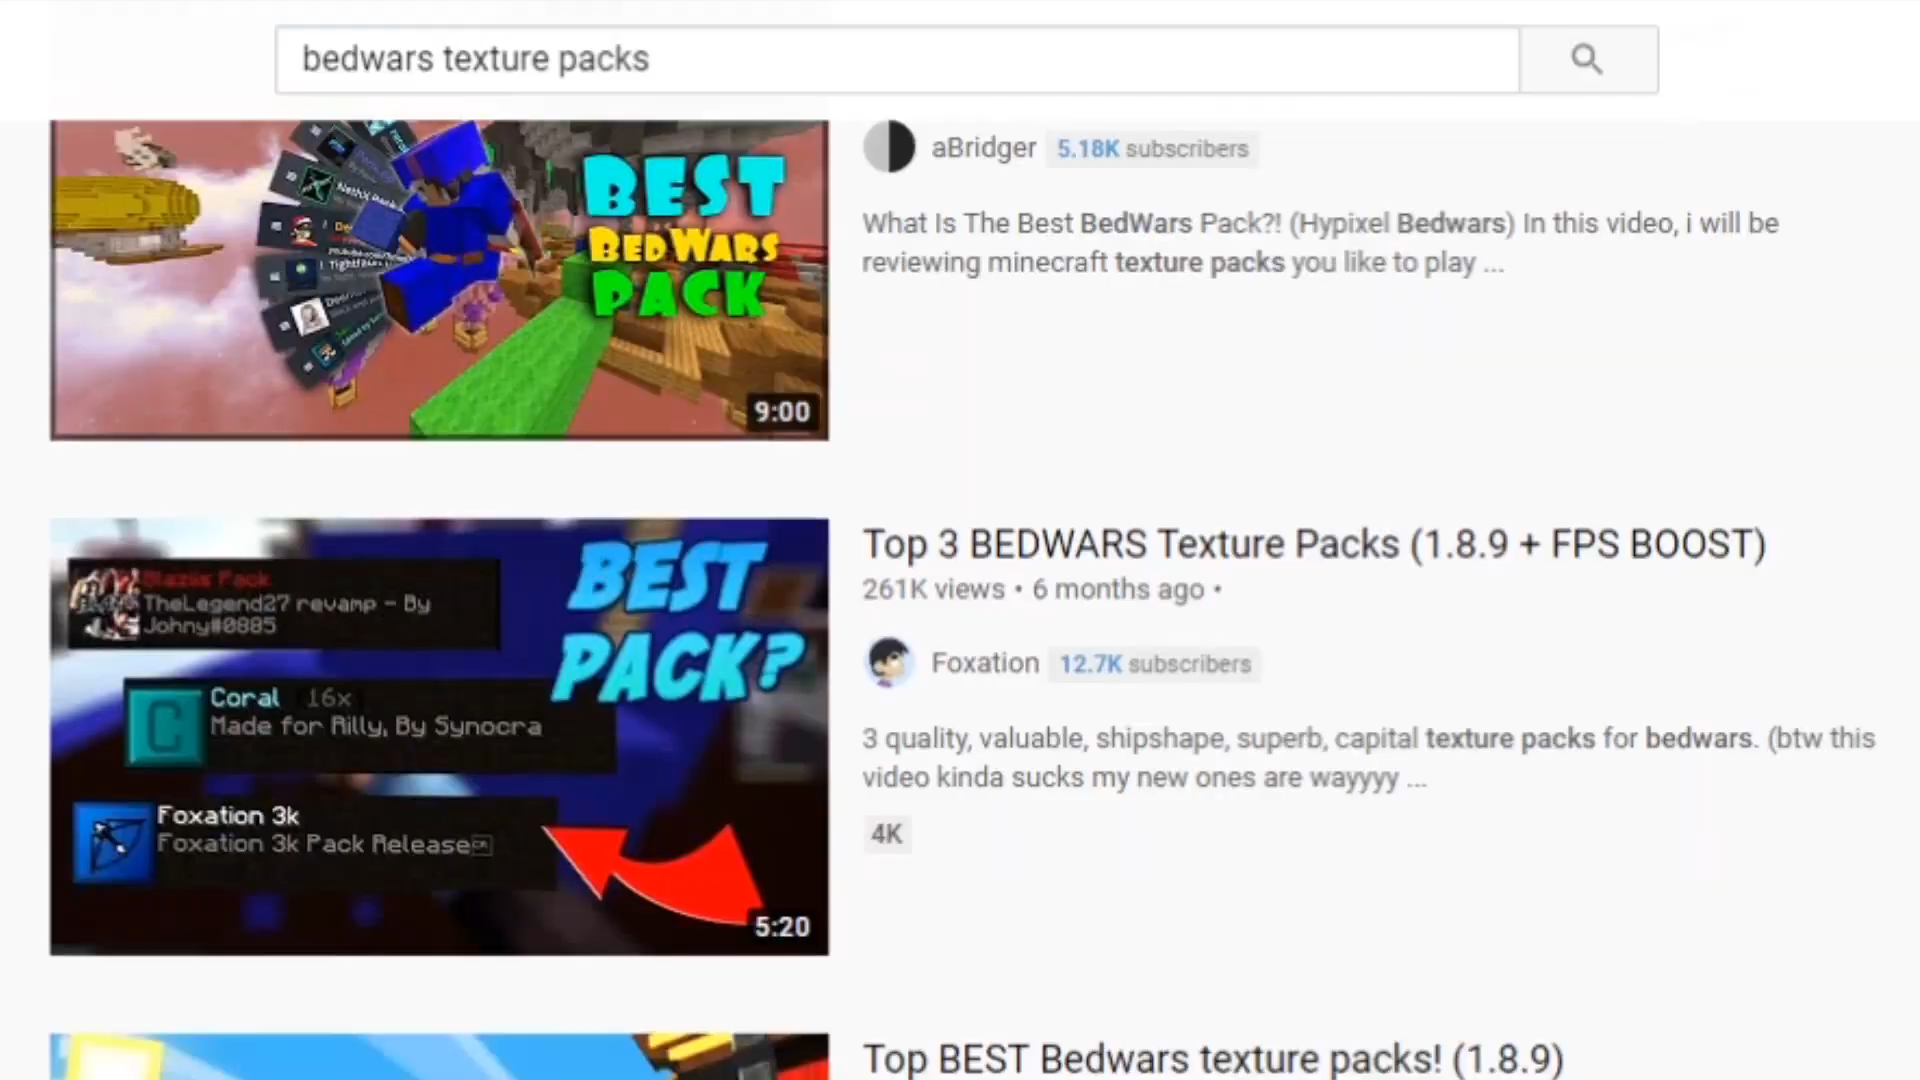 bedwars texture packs
aBridger 5.18K subscribers
What Is The Best BedWars Pack?! (Hypixel Bedwars) In this video, i will be
reviewing minecraft texture packs you like to play ...
BEST
BEDWARS
PACK
9:00
Top 3 BEDWARS Texture Packs (1.8.9 + FPS BOOST)
261K views • 6 months ago •
Foxation 12.7K subscribers
3 quality, valuable, shipshape, superb, capital texture packs for bedwars. (btw this
video kinda sucks my new ones are wayyyy ...
4K
BEST
PACK?
Blaziis Pack
TheLegend27 revamp - By
Johny#0885
Coral 16x
C
Made for Rilly, By Synocra
Foxation 3k
Foxation 3k Pack Release
5:20
Top BEST Bedwars texture packs! (1.8.9)